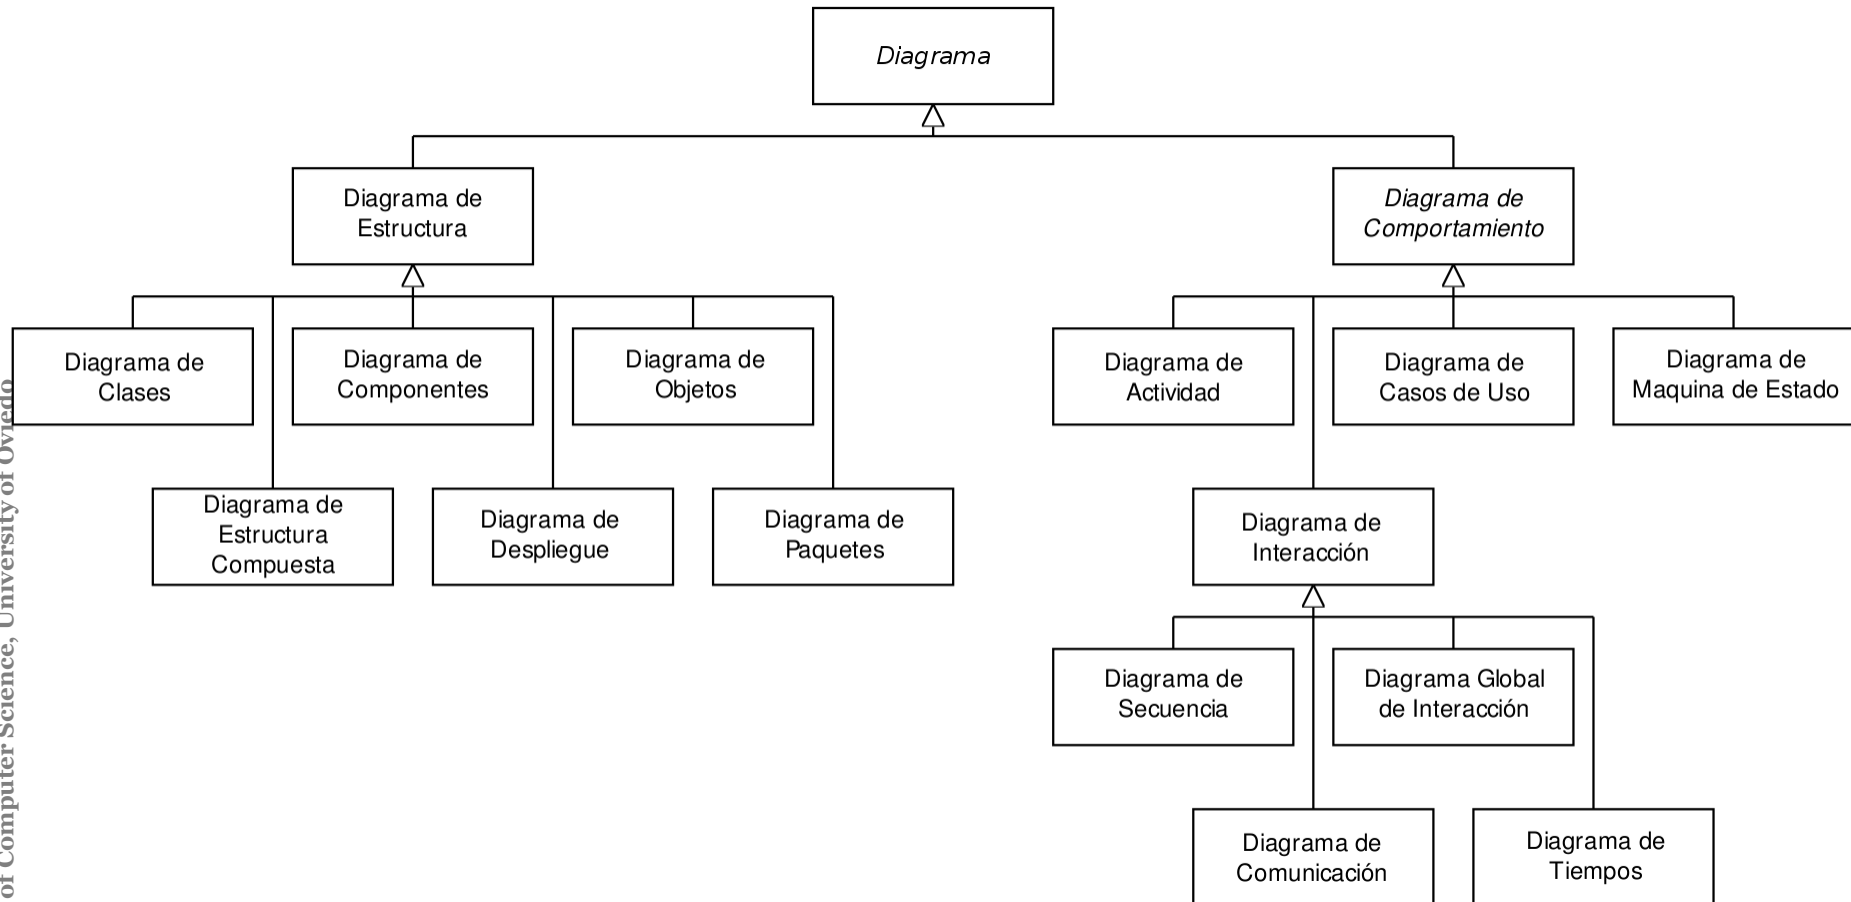 Diagrama
Diagrama de
Estructura
Diagrama de
Comportamiento
Diagrama de
Clases
Diagrama de
Componentes
Diagrama de
Objetos
Diagrama de
Actividad
Diagrama de
Casos de Uso
Diagrama de
Maquina de Estado
Diagrama de
Estructura
Compuesta
Diagrama de
Despliegue
Diagrama de
Paquetes
Diagrama de
Interacción
Diagrama de
Secuencia
Diagrama Global
de Interacción
Diagrama de
Comunicación
Diagrama de
Tiempos
of Computer Science, University of Oviedo